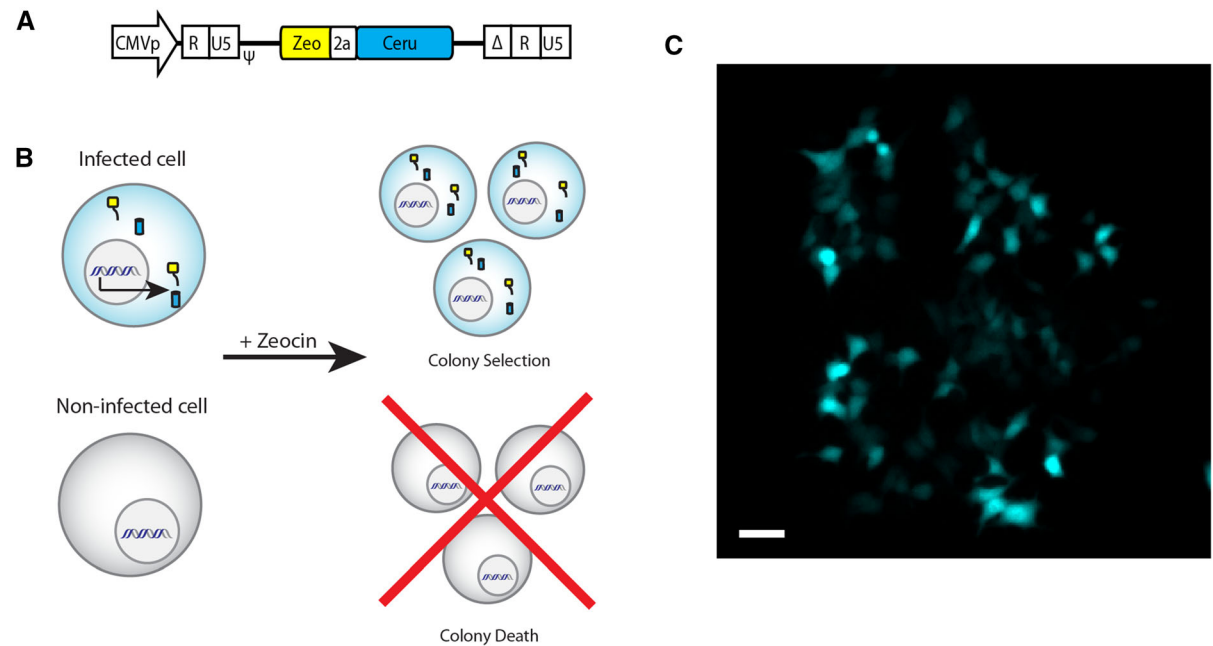 A
CMVp R U5 Ψ Zeo 2a Ceru Δ R U5
B
Infected cell
+ Zeocin
Colony Selection
Non-infected cell
Colony Death
C